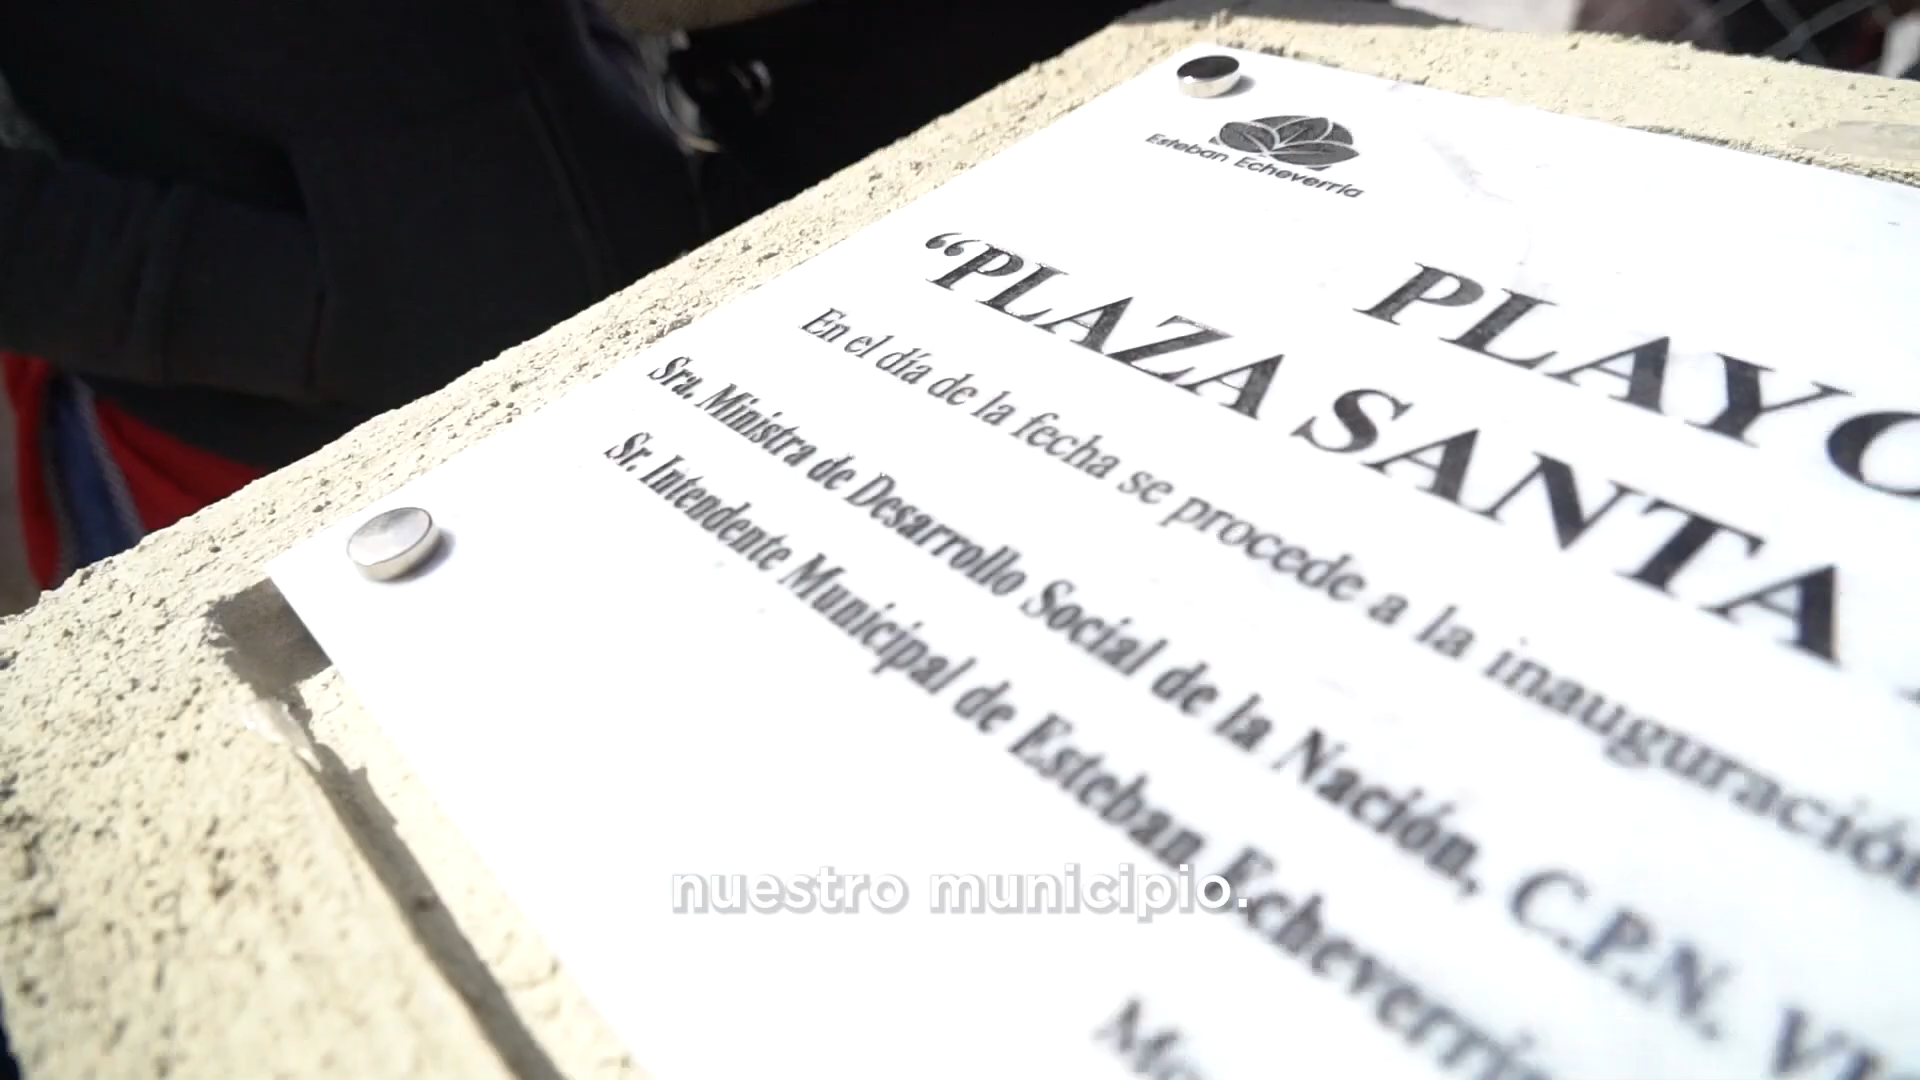 Esteban Echeverría
PLAYO
“PLAZA SANTA
En el día de la fecha se procede a la inauguración
Sra. Ministra de Desarrollo Social de la Nación, C.P.N.
Sr. Intendente Municipal de Esteban Echeverría
nuestro municipio.